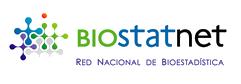 BIOSTATNET
RED NACIONAL DE BIOESTADÍSTICA